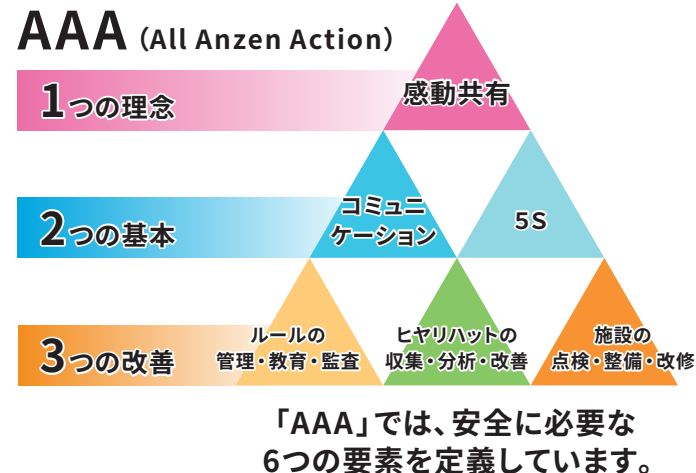 AAA (All Anzen Action)
1つの理念
感動共有
2つの基本
コミュニ
ケーション
5S
3つの改善
ルールの
管理・教育・監査
ヒヤリハットの
収集・分析・改善
施設の
点検・整備・改修
「AAA」では、安全に必要な
6つの要素を定義しています。